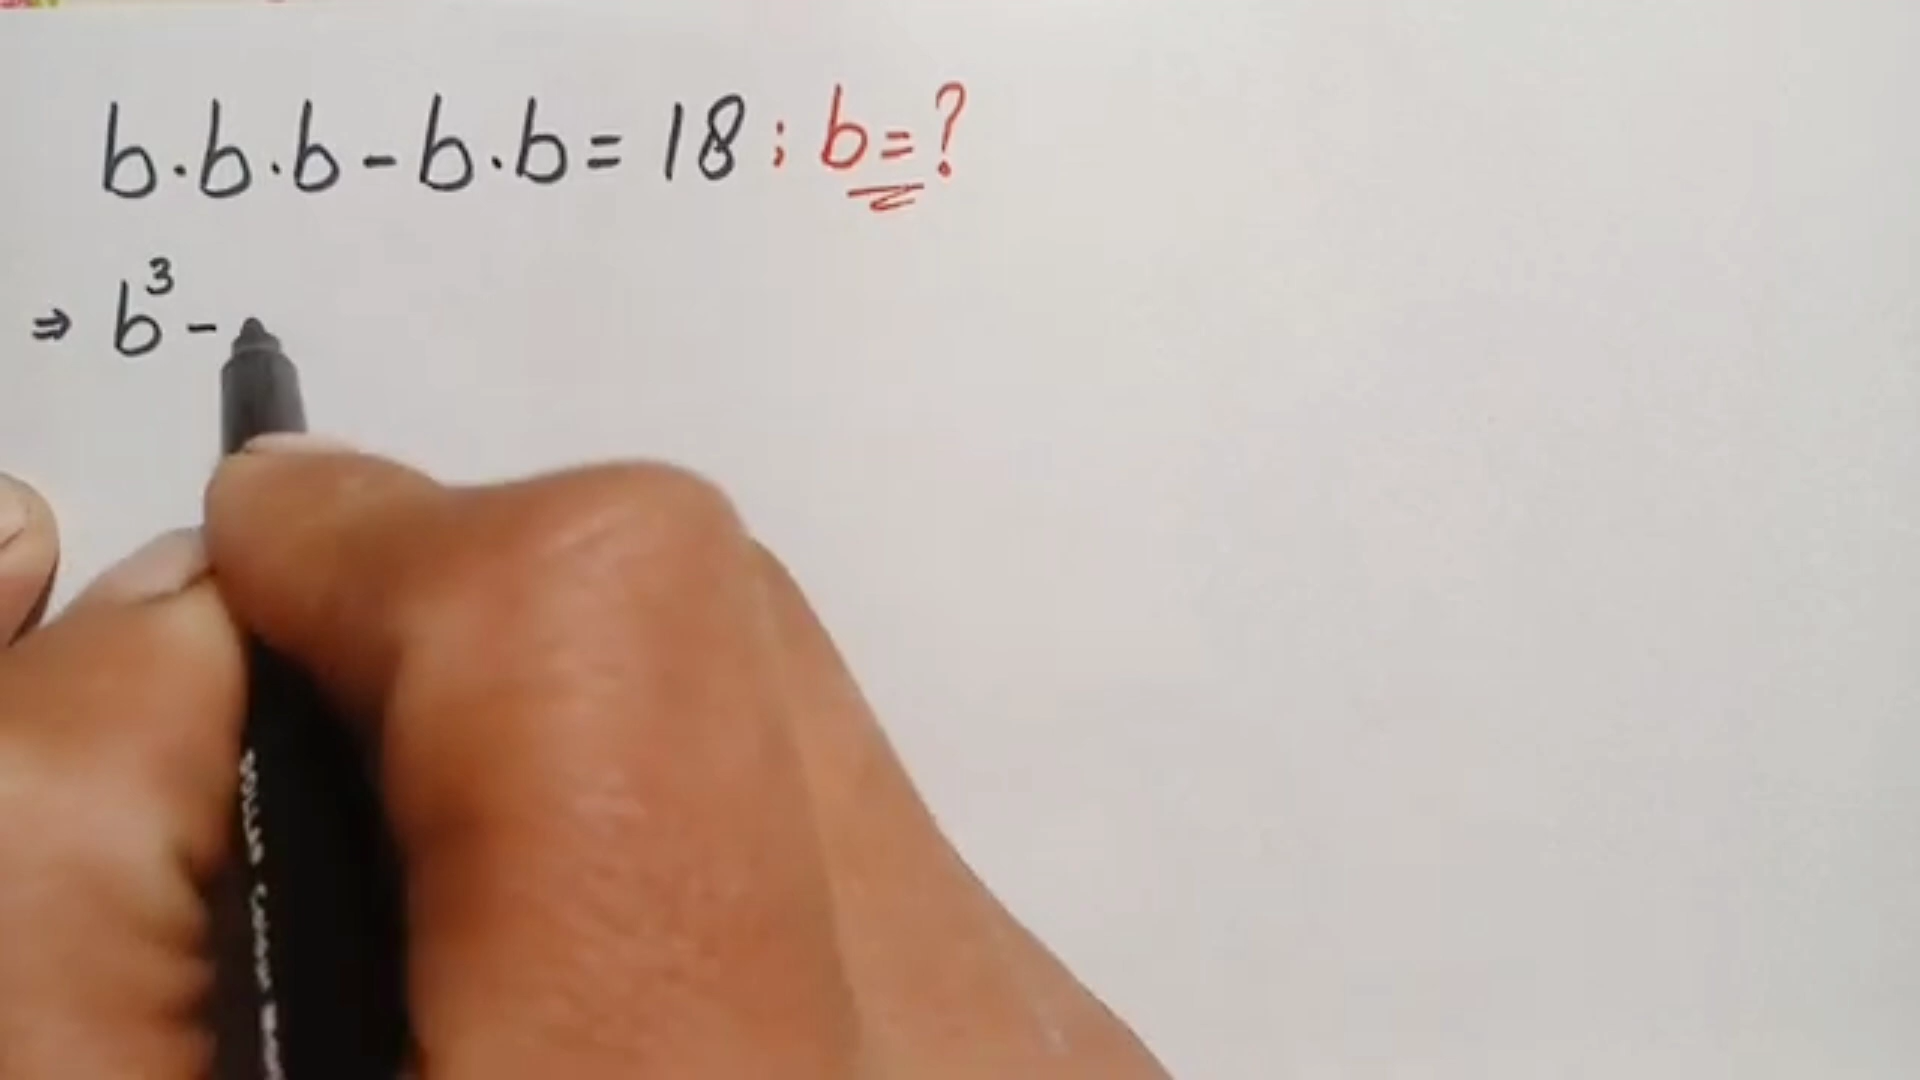 b·b·b-b·b= 18 ; b=?
⇒ b³ -